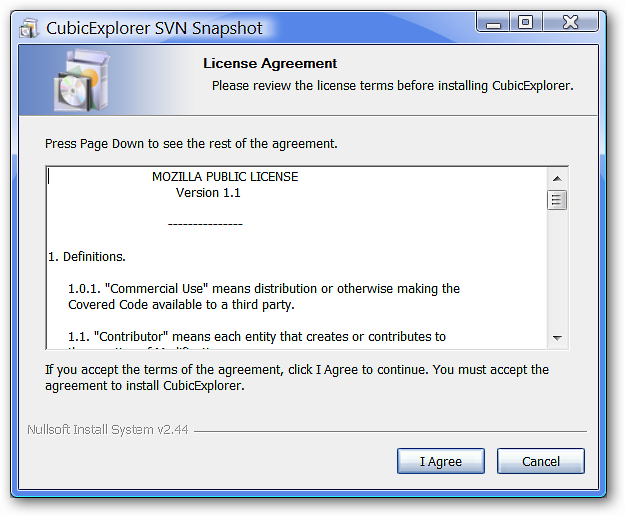 CubicExplorer SVN Snapshot
License Agreement
Please review the license terms before installing CubicExplorer.
Press Page Down to see the rest of the agreement.
MOZILLA PUBLIC LICENSE
Version 1.1
---------------
1. Definitions.
1.0.1. "Commercial Use" means distribution or otherwise making the
Covered Code available to a third party.
1.1. "Contributor" means each entity that creates or contributes to
If you accept the terms of the agreement, click I Agree to continue. You must accept the
agreement to install CubicExplorer.
Nullsoft Install System v2.44
I Agree
Cancel